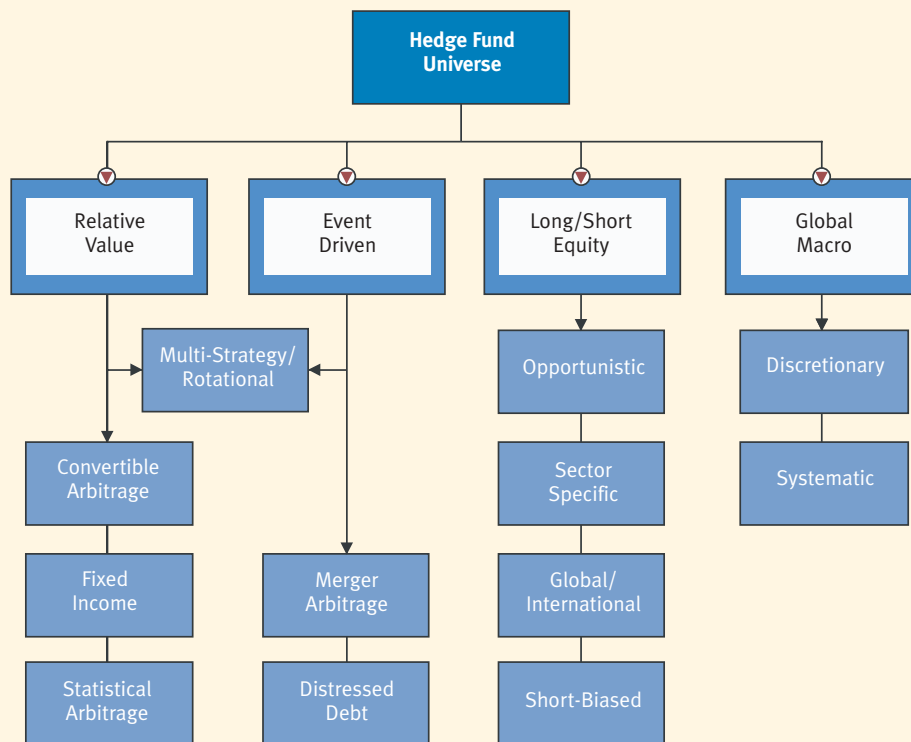 Hedge Fund
Universe
Relative
Value
Event
Driven
Long/Short
Equity
Global
Macro
Multi-Strategy/
Rotational
Opportunistic
Discretionary
Convertible
Arbitrage
Sector
Specific
Systematic
Fixed
Income
Merger
Arbitrage
Global/
International
Statistical
Arbitrage
Distressed
Debt
Short-Biased